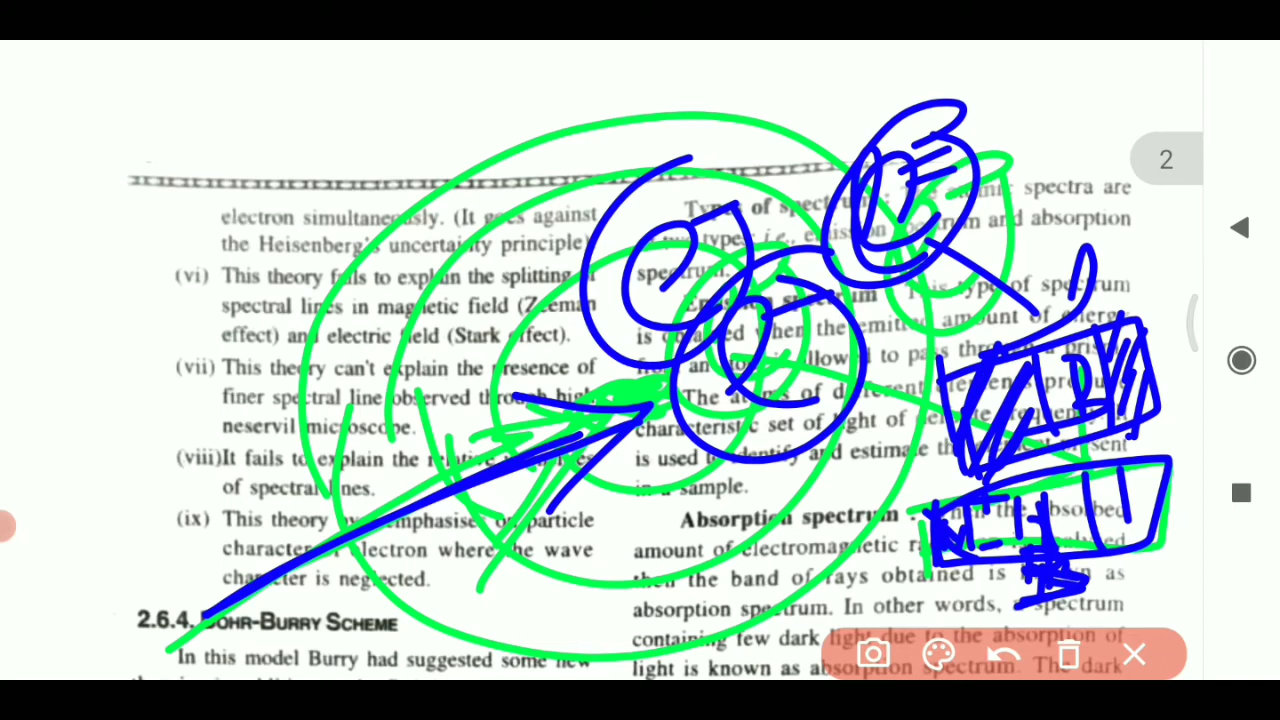 2
electron simultaneously. (It goes against
the Heisenberg's uncertainty principle)
(vi) This theory fails to explain the splitting of
spectral lines in magnetic field (Zeeman
effect) and electric field (Stark effect).
(vii) This theory can't explain the presence of
finer spectral line observed through high
neservil microscope.
(viii)It fails to explain the
of spectral lines.
(ix) This theory emphasises on particle
character of electron where the wave
character is neglected.
2.6.4. BOHR-BURRY SCHEME
In this model Burry had suggested some new
Types of spectrum : spectra are
types i.e., emission spectrum and absorption
spectrum.
Emission spectrum This type of spectrum
is obtained when the emitted amount of energy
from an is allowed to pass through a prism
The atoms of different elements produce
characteristic set of light of definite
is used to identify and estimate the present
in a sample.
Absorption spectrum : When the absorbed
amount of electromagnetic
then the band of rays obtained is known as
absorption spectrum. In other words, a spectrum
containing few dark light due to the absorption of
light is known as absorption spectrum. The dark